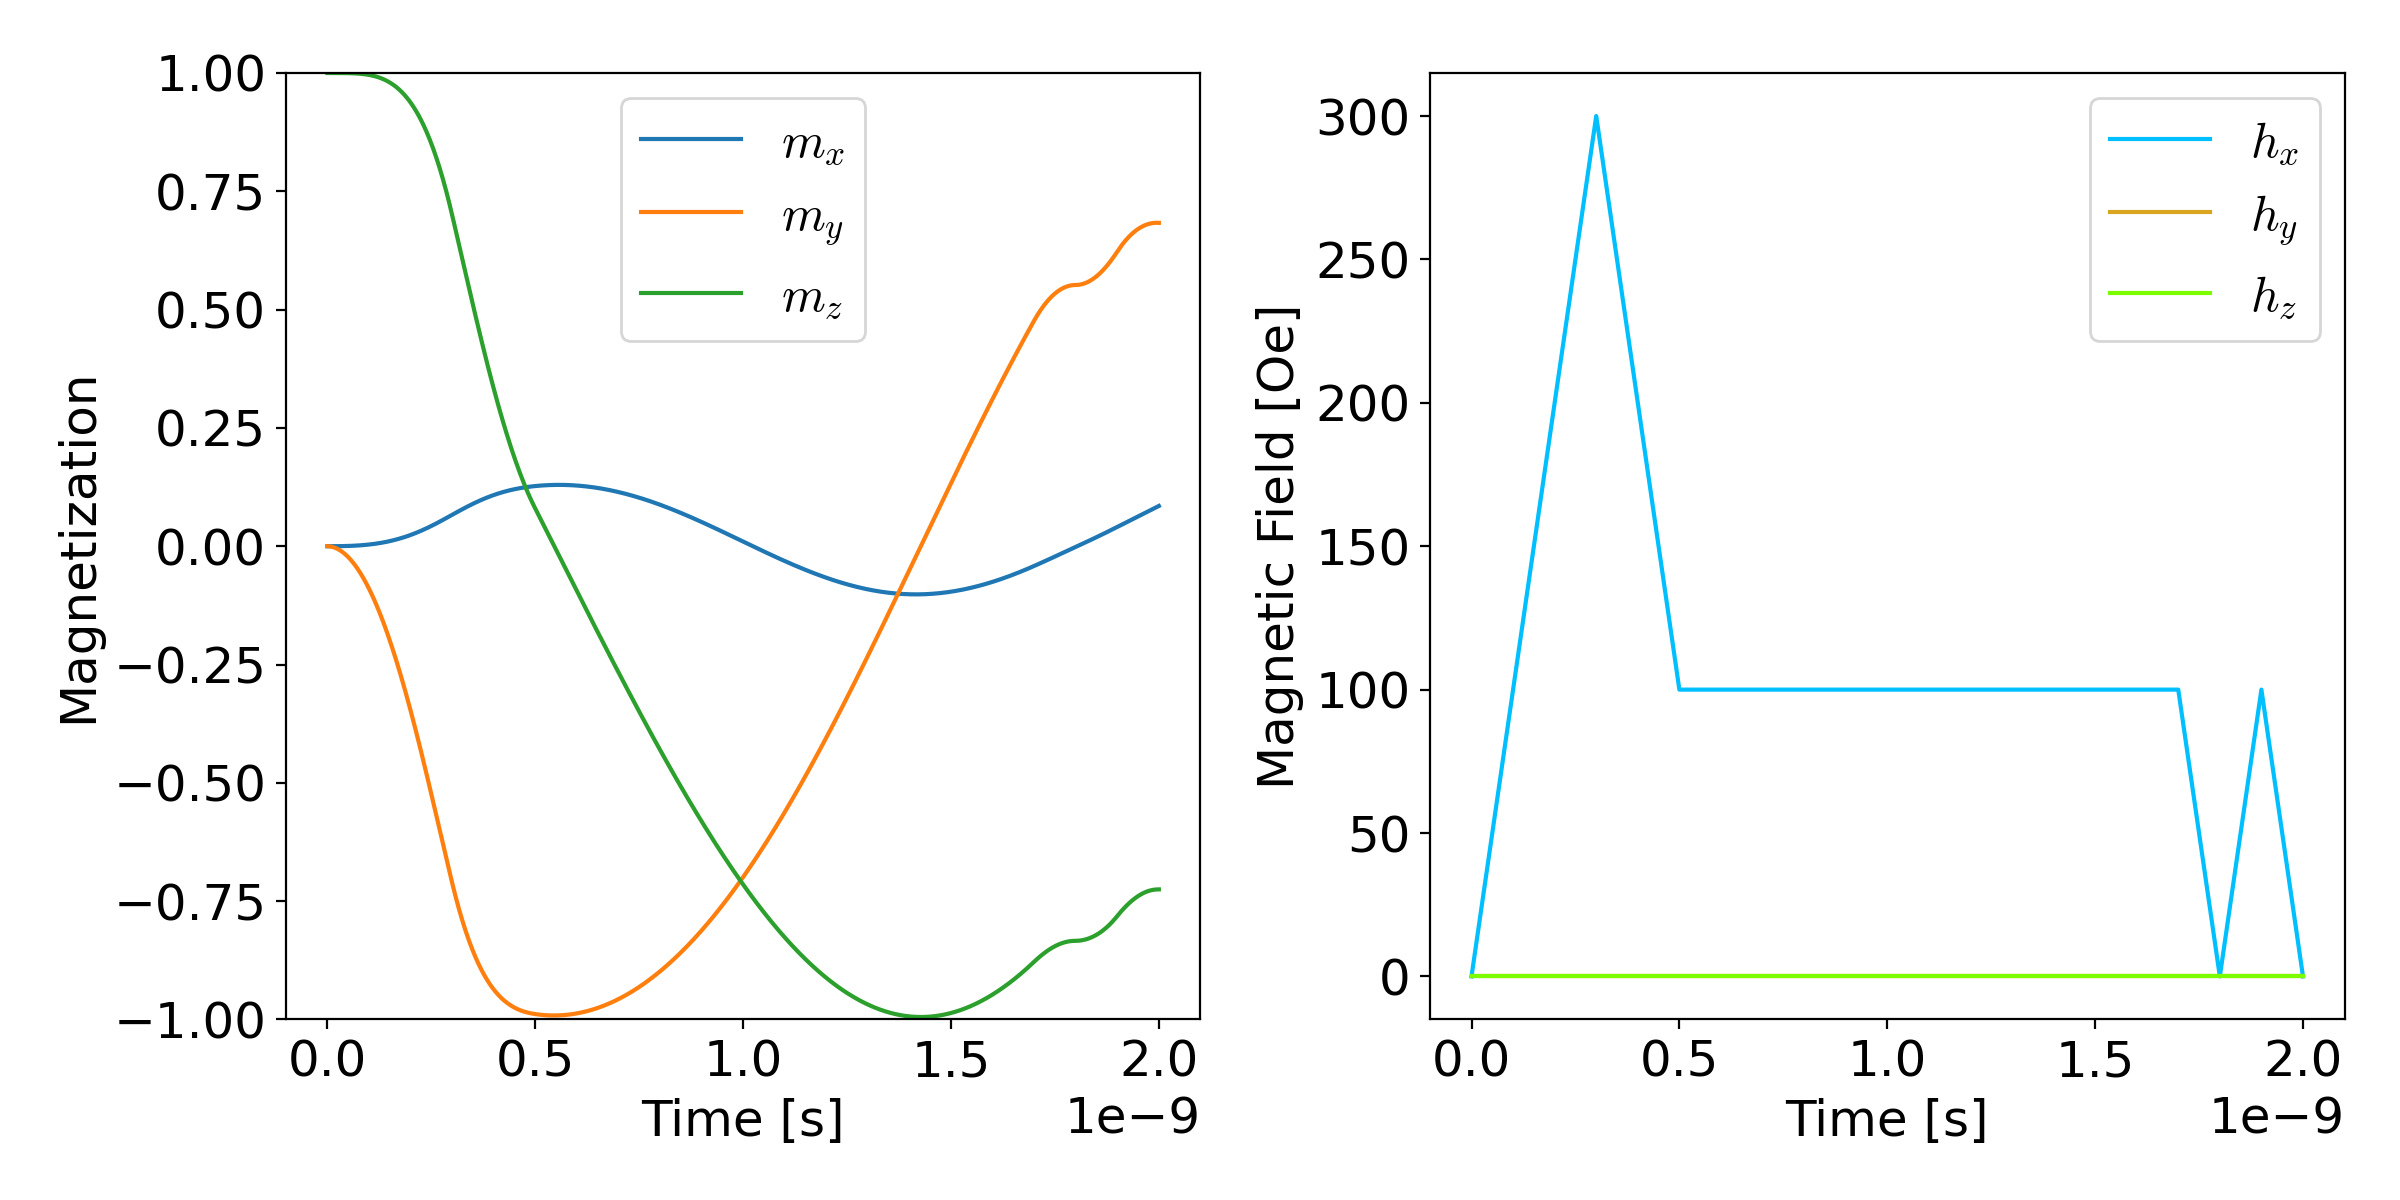 Magnetization
1.00
0.75
0.50
0.25
0.00
−0.25
−0.50
−0.75
−1.00
m_x
m_y
m_z
0.0 0.5 1.0 1.5 2.0
Time [s]
1e−9
Magnetic Field [Oe]
300
250
200
150
100
50
0
h_x
h_y
h_z
0.0 0.5 1.0 1.5 2.0
Time [s]
1e−9